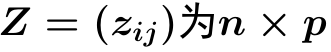 Z = (z_{ij})为n × p